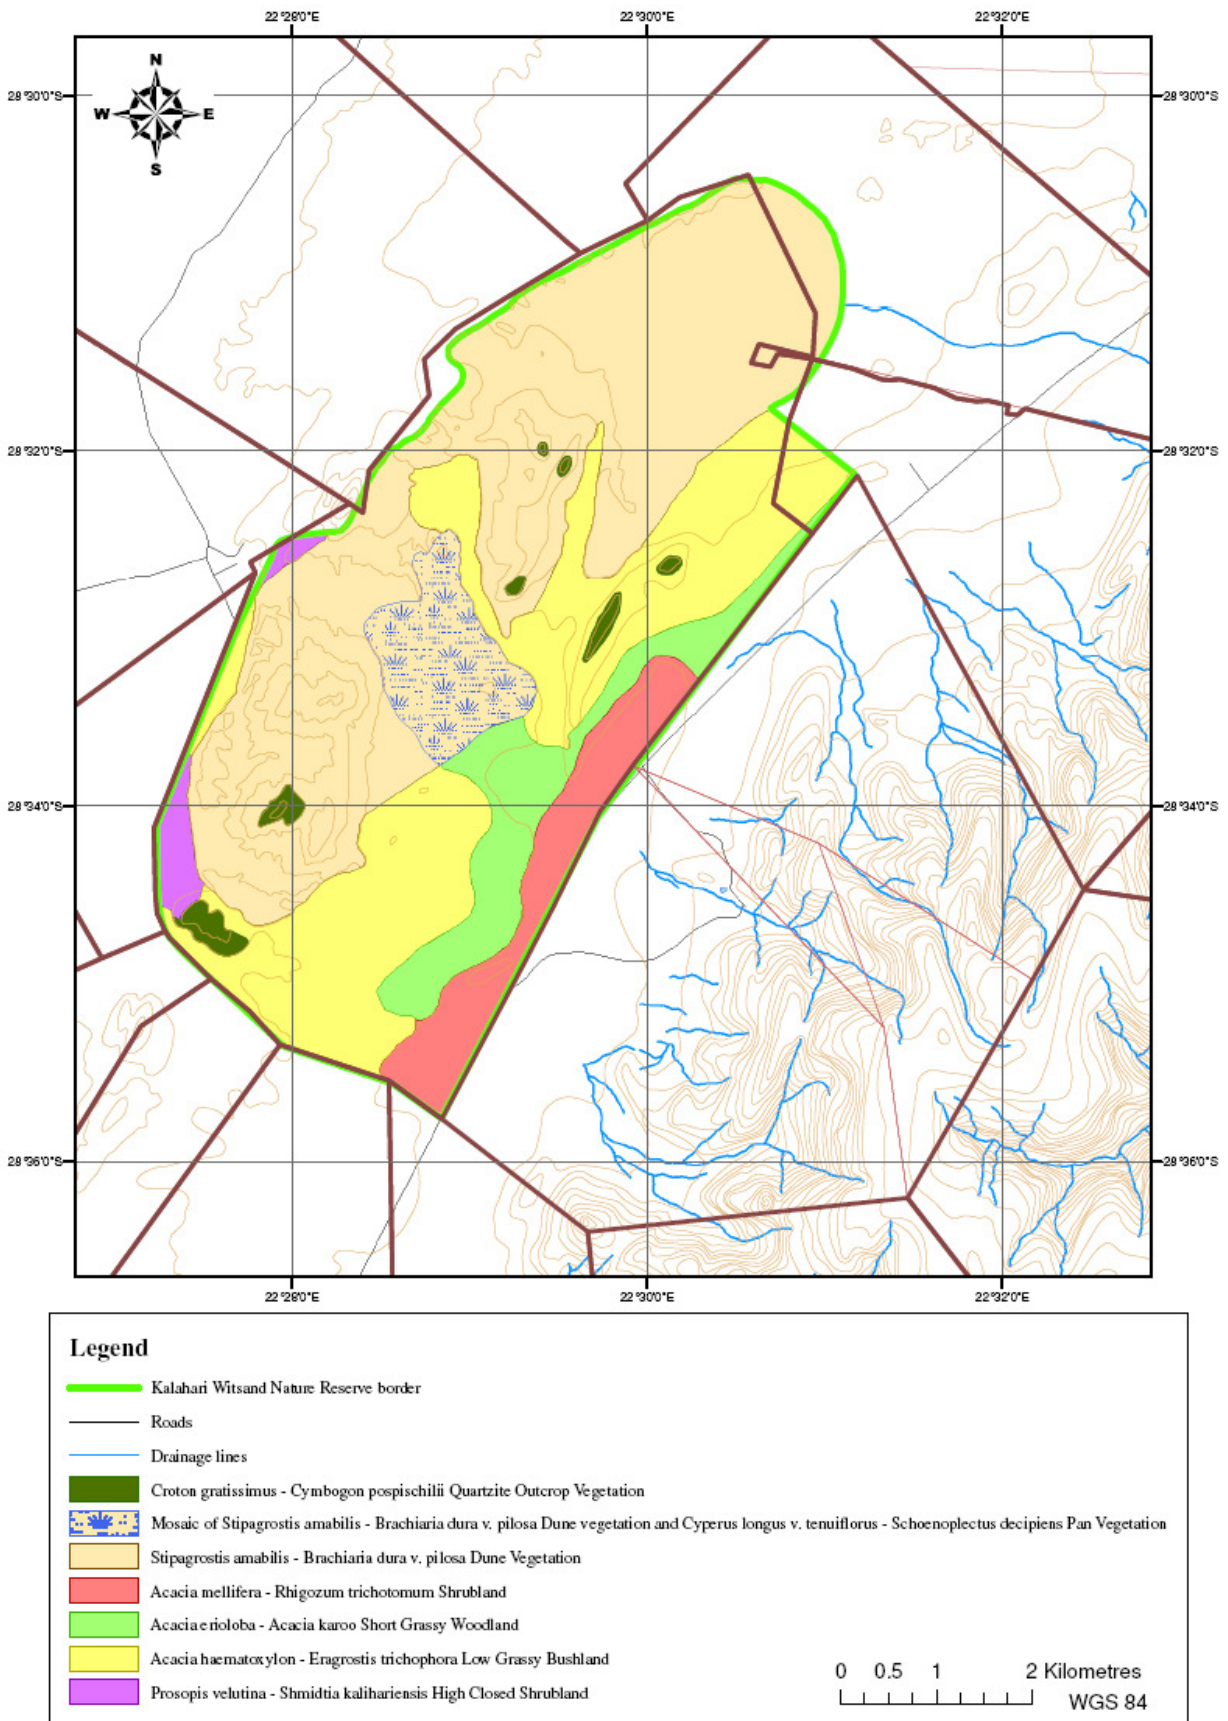 22°28'0"E 22°30'0"E 22°32'0"E
N
W E
S
28°30'0"S 28°30'0"S
28°32'0"S 28°32'0"S
28°34'0"S 28°34'0"S
28°36'0"S 28°36'0"S
22°28'0"E 22°30'0"E 22°32'0"E
Legend
Kalahari Witsand Nature Reserve border
Roads
Drainage lines
Croton gratissimus - Cymbogon pospischilii Quartzite Outcrop Vegetation
Mosaic of Stipagrostis amabilis - Brachiaria dura v. pilosa Dune vegetation and Cyperus longus v. tenuiflorus - Schoenoplectus decipiens Pan Vegetation
Stipagrostis amabilis - Brachiaria dura v. pilosa Dune Vegetation
Acacia mellifera - Rhigozum trichotomum Shrubland
Acacia erioloba - Acacia karoo Short Grassy Woodland
Acacia haematoxylon - Eragrostis trichophora Low Grassy Bushland
Prosopis velutina - Shmidtia kalihariensis High Closed Shrubland
0 0.5 1 2 Kilometres
WGS 84